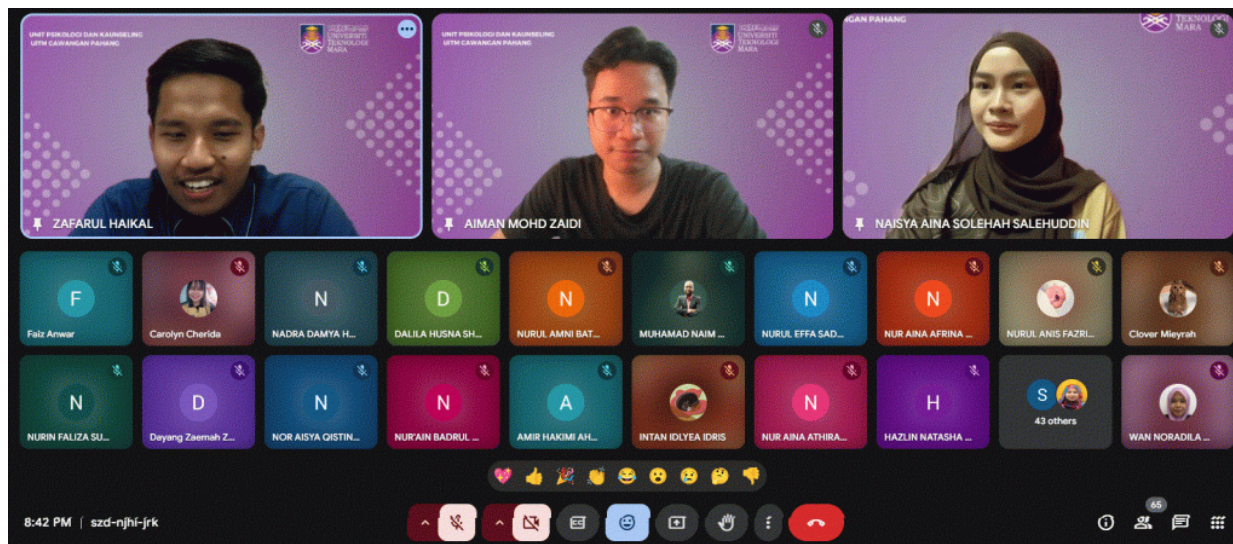 UNIT PSIKOLOGI DAN KAUNSELING
UiTM CAWANGAN PAHANG
UNIVERSITI
TEKNOLOGI
MARA
ZAFARUL HAIKAL
UNIT PSIKOLOGI DAN KAUNSELING
UiTM CAWANGAN PAHANG
UNIVERSITI
TEKNOLOGI
MARA
AIMAN MOHD ZAIDI
GAN PAHANG
TEKNOLOGI
MARA
NAISYA AINA SOLEHAH SALEHUDDIN
F
N
D
N
N
N
Faiz Anwar
Carolyn Cherida
NADRA DAMYA H...
DALILA HUSNA SH...
NURUL AMNI BAT...
MUHAMAD NAIM ...
NURUL EFFA SAD...
NUR AINA AFRINA ...
NURUL ANIS FAZRI...
Clover Mieyrah
N
D
N
N
A
N
H
S
NURIN FALIZA SU...
Dayang Zaemah Z...
NOR AISYA QISTIN...
NUR'AIN BADRUL ...
AMIR HAKIMI AH...
INTAN IDLYEA IDRIS
NUR AINA ATHIRA...
HAZLIN NATASHA ...
43 others
WAN NORADILA ...
8:42 PM | szd-njhi-jrk
65